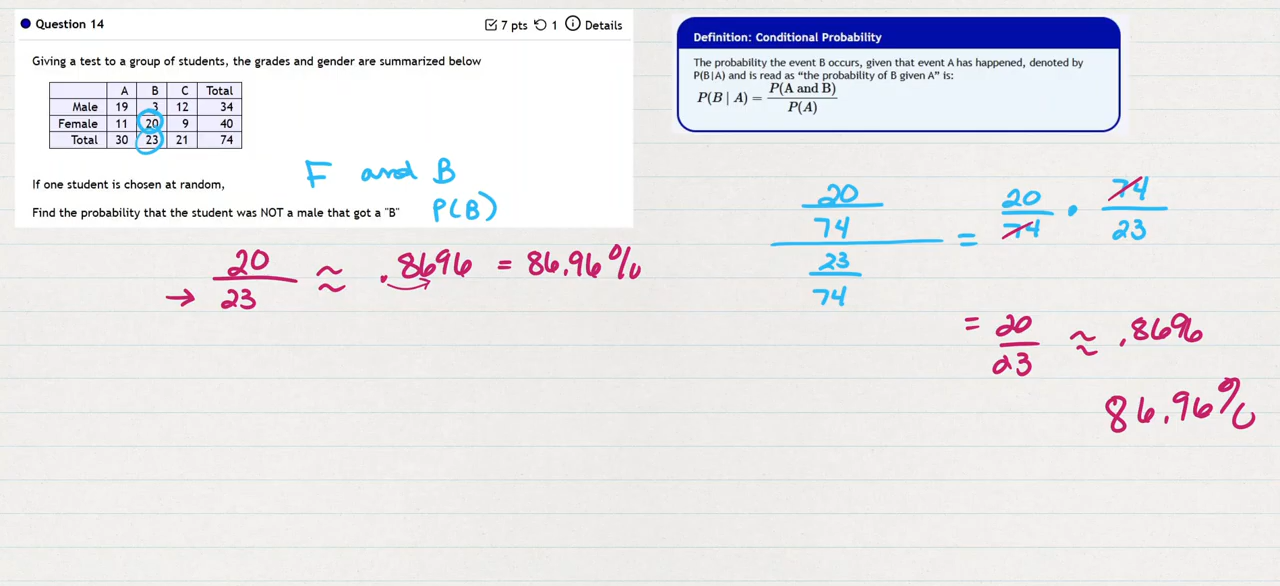 Question 14
7 pts 1 Details
Giving a test to a group of students, the grades and gender are summarized below
A B C Total
Male 19 3 12 34
Female 11 20 9 40
Total 30 23 21 74
If one student is chosen at random,
Find the probability that the student was NOT a male that got a "B"
F and B
P(B)
20
→ 23
≈ .8696 = 86.96%
Definition: Conditional Probability
The probability the event B occurs, given that event A has happened, denoted by
P(B|A) and is read as “the probability of B given A” is:
P(B | A) = P(A and B)
P(A)
20
74
23
74
= 20/74 • 74/23
= 20/23 ≈ .8696
86.96%